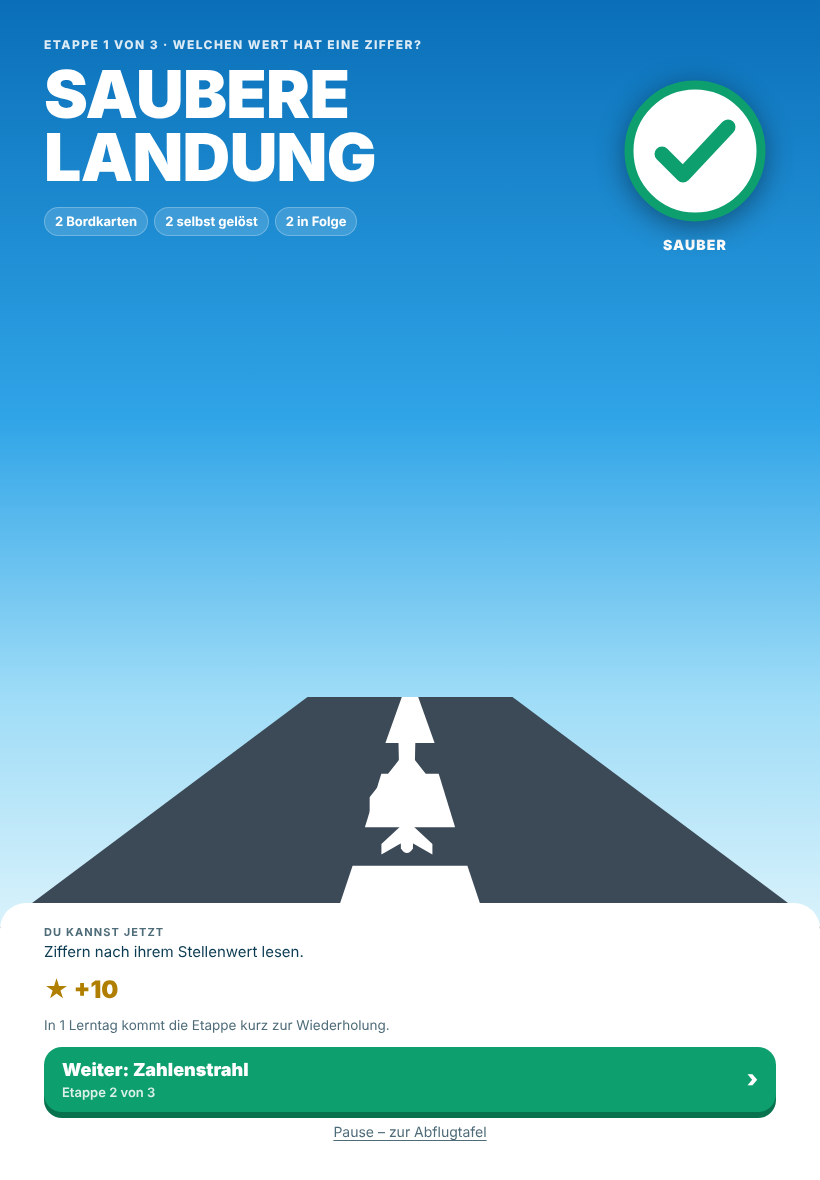 ETAPPE 1 VON 3 · WELCHEN WERT HAT EINE ZIFFER?
SAUBERE
LANDUNG
2 Bordkarten
2 selbst gelöst
2 in Folge
SAUBER
DU KANNST JETZT
Ziffern nach ihrem Stellenwert lesen.
★ +10
In 1 Lerntag kommt die Etappe kurz zur Wiederholung.
Weiter: Zahlenstrahl
Etappe 2 von 3
›
Pause – zur Abflugtafel